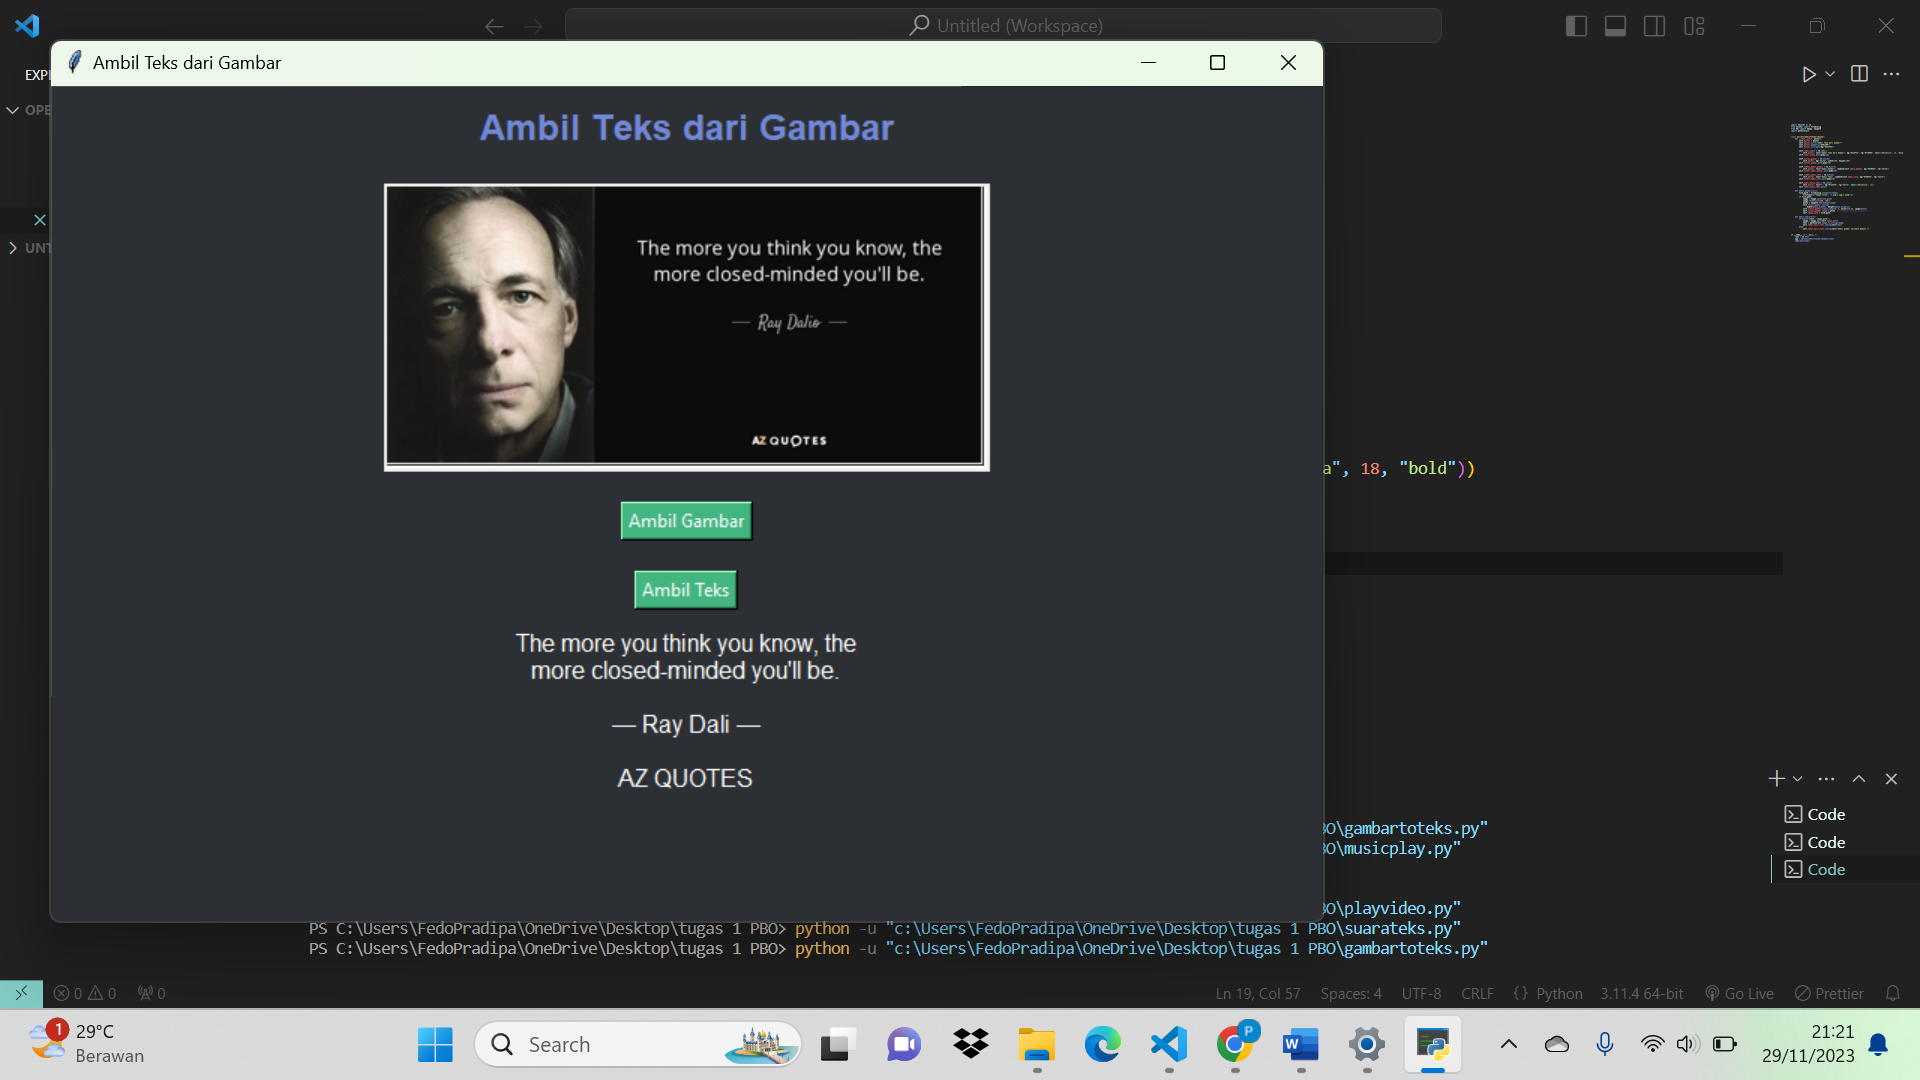 Untitled (Workspace)
Ambil Teks dari Gambar
EXPL
OPE
UNT
Ambil Teks dari Gambar
The more you think you know, the
more closed-minded you'll be.
— Ray Dalio —
AZ QUOTES
Ambil Gambar
Ambil Teks
The more you think you know, the
more closed-minded you'll be.
— Ray Dali —
AZ QUOTES
a", 18, "bold"))
Code
Code
Code
BO\gambartoteks.py"
BO\musicplay.py"
BO\playvideo.py"
PS C:\Users\FedoPradipa\OneDrive\Desktop\tugas 1 PBO> python -u "c:\Users\FedoPradipa\OneDrive\Desktop\tugas 1 PBO\suarateks.py"
PS C:\Users\FedoPradipa\OneDrive\Desktop\tugas 1 PBO> python -u "c:\Users\FedoPradipa\OneDrive\Desktop\tugas 1 PBO\gambartoteks.py"
0 0 0
Ln 19, Col 57 Spaces: 4 UTF-8 CRLF {} Python 3.11.4 64-bit Go Live Prettier
1
29°C
Berawan
Search
P
W
21:21
29/11/2023